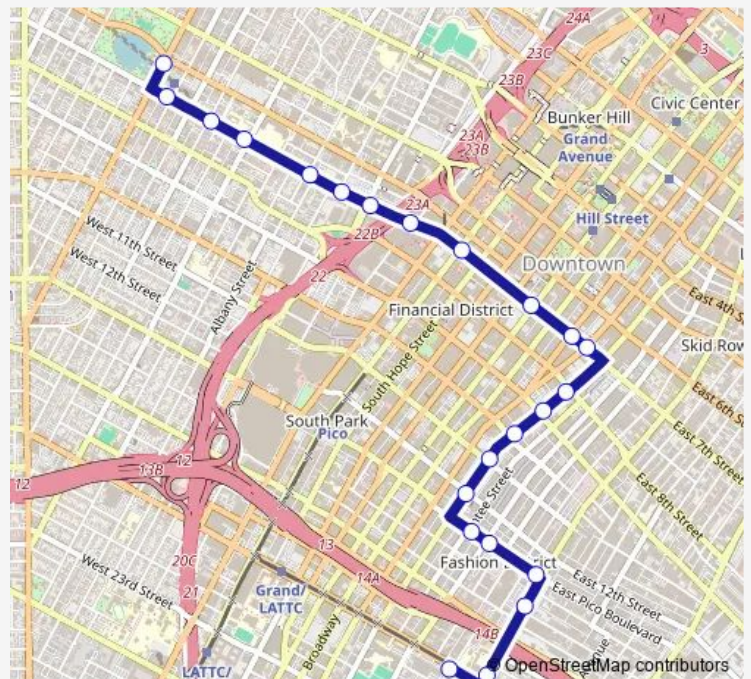 24A
3
23C
23B
Civic Center
Bunker Hill
Grand
Avenue
23A
23B
23A
Hill Street
22B
West 11th Street
Downtown
West 12th Street
22
Albany Street
Financial District
East 4th S
South Hope Street
Skid Row
East 6th S
South Park
Pico
East 7th Street
12
13B
12
tee Street
East 8th Street
13
20C
Fashion
istrict
West 23rd Street
14A
East 12th Street
21
Grand/
LATTC
East Pico Boulevard
Broadway
14B
LATTC/
© OpenStreetMap contributors